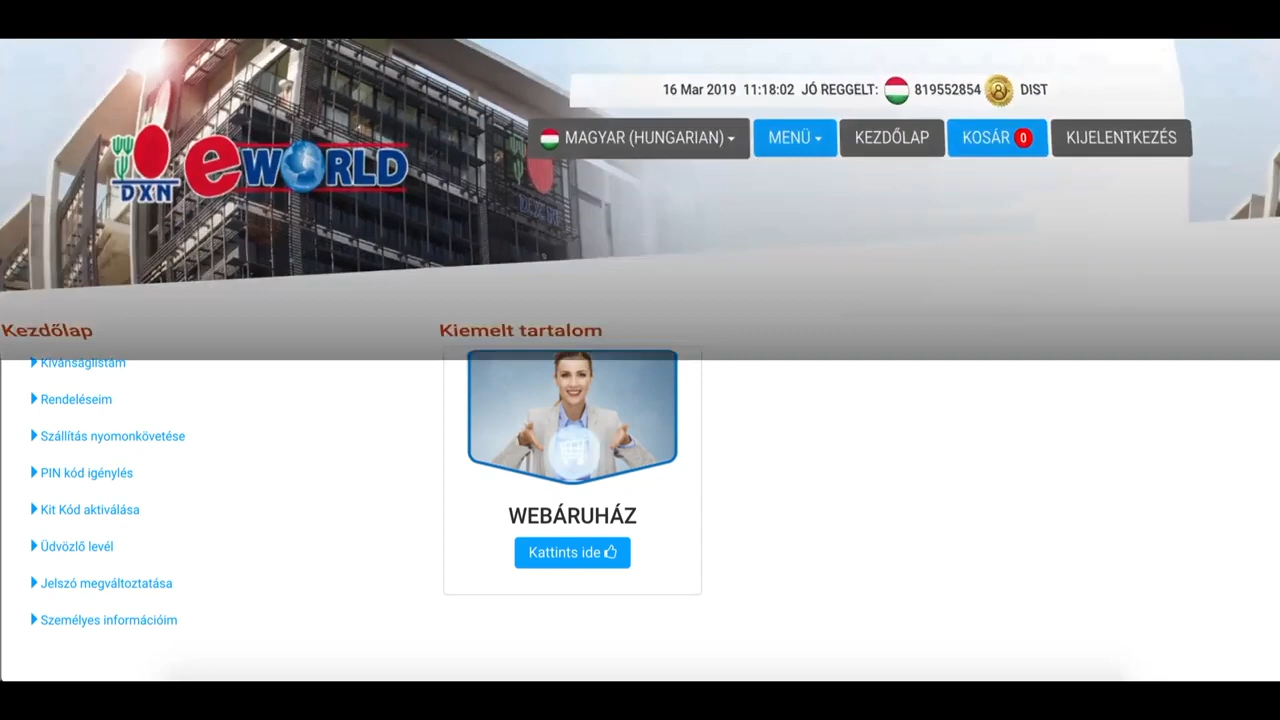 16 Mar 2019 11:18:02 JÓ REGGELT: 819552854 DIST
MAGYAR (HUNGARIAN)
MENÜ
KEZDŐLAP
KOSÁR 0
KIJELENTKEZÉS
DXN
eWORLD
DXN
Kezdőlap
Kívánságlistám
Rendeléseim
Szállítás nyomonkövetése
PIN kód igénylés
Kit Kód aktiválása
Üdvözlő levél
Jelszó megváltoztatása
Személyes információim
Kiemelt tartalom
WEBÁRUHÁZ
Kattints ide